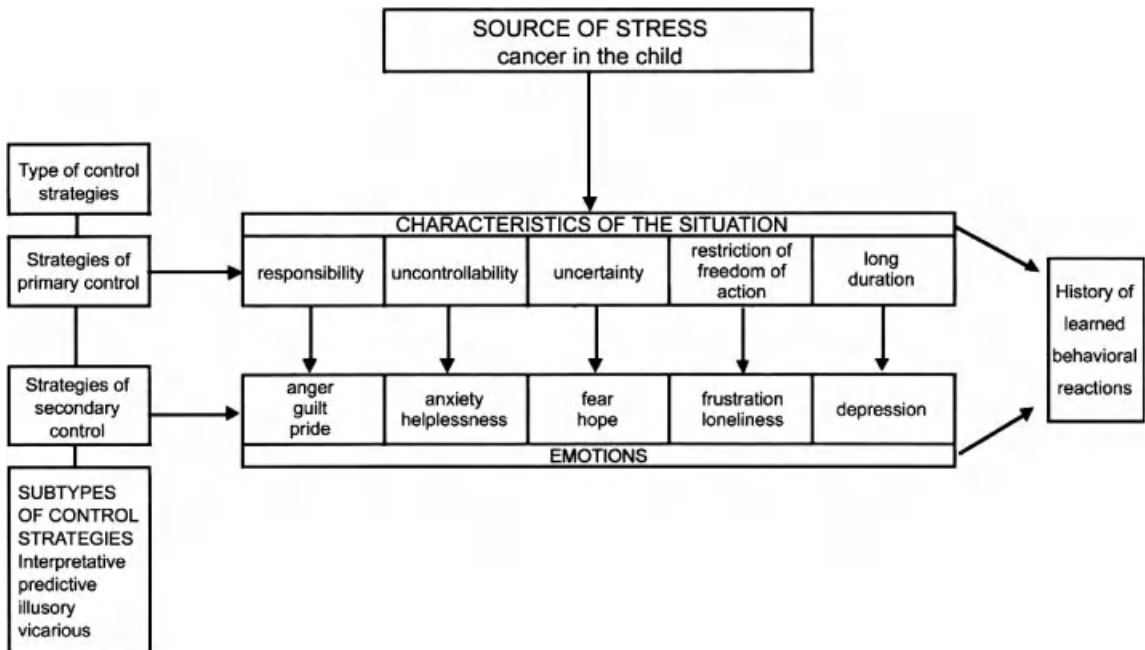 SOURCE OF STRESS
cancer in the child
Type of control
strategies
Strategies of
primary control
CHARACTERISTICS OF THE SITUATION
responsibility
uncontrollability
uncertainty
restriction of
freedom of
action
long
duration
History of
learned
behavioral
reactions
Strategies of
secondary
control
anger
guilt
pride
anxiety
helplessness
fear
hope
frustration
loneliness
depression
EMOTIONS
SUBTYPES
OF CONTROL
STRATEGIES
Interpretative
predictive
illusory
vicarious